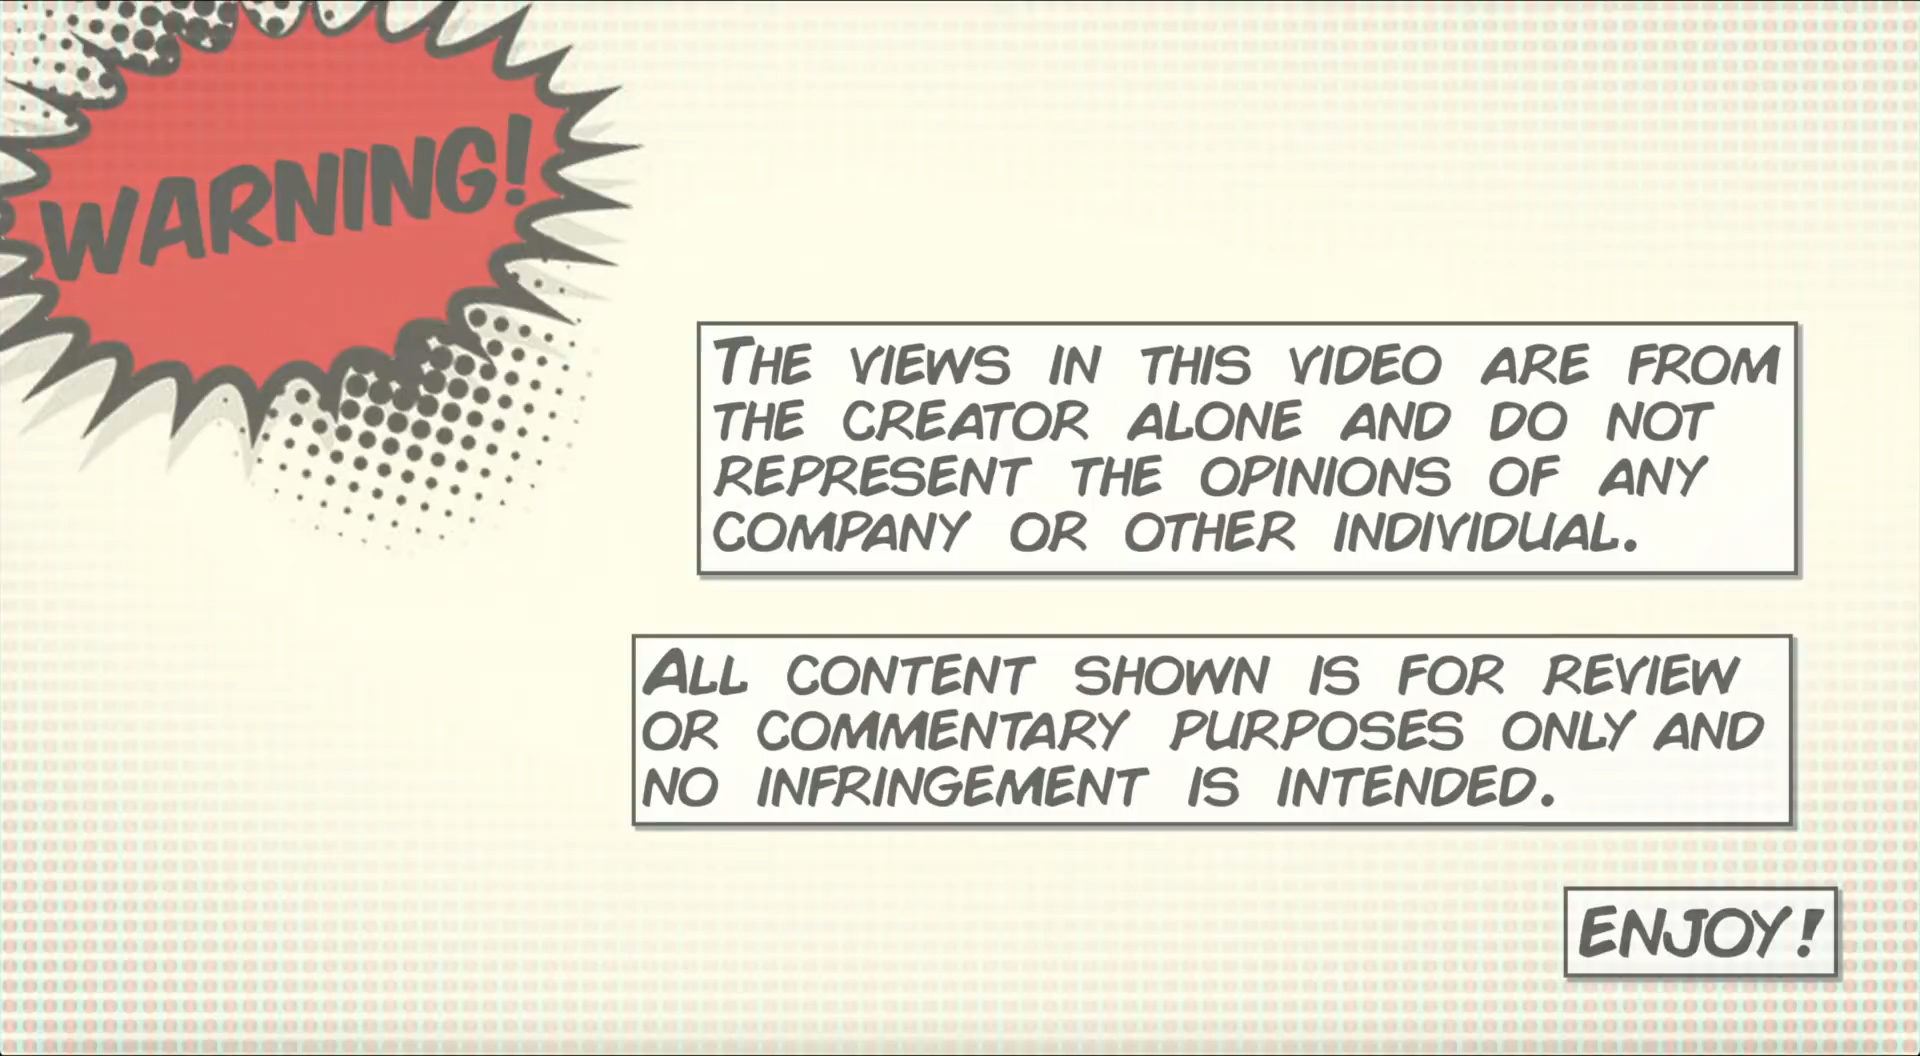 WARNING!
THE VIEWS IN THIS VIDEO ARE FROM
THE CREATOR ALONE AND DO NOT
REPRESENT THE OPINIONS OF ANY
COMPANY OR OTHER INDIVIDUAL.
ALL CONTENT SHOWN IS FOR REVIEW
OR COMMENTARY PURPOSES ONLY AND
NO INFRINGEMENT IS INTENDED.
ENJOY!